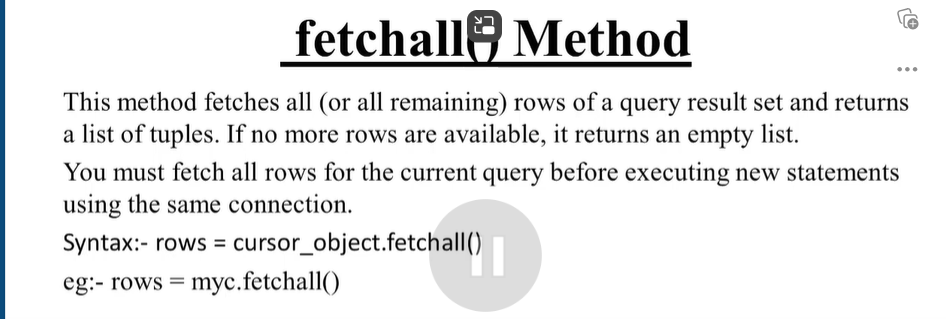 fetchall() Method
This method fetches all (or all remaining) rows of a query result set and returns
a list of tuples. If no more rows are available, it returns an empty list.
You must fetch all rows for the current query before executing new statements
using the same connection.
Syntax:- rows = cursor_object.fetchall()
eg:- rows = myc.fetchall()